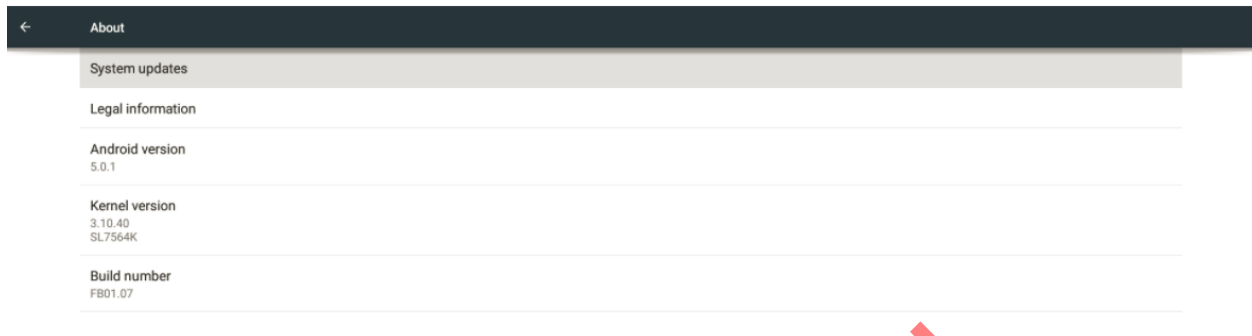 About
System updates
Legal information
Android version
5.0.1
Kernel version
3.10.40
SL7564K
Build number
FB01.07